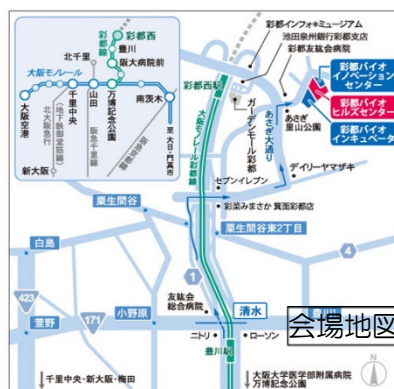 彩都西
彩都線
豊川
阪大病院前
大阪モノレール
北千里
大阪空港
千里中央
山田
万博記念公園
南茨木
至大日・門真市
北大阪急行
(地下鉄御堂筋線)
阪急千里線
阪急京都線
新大阪
彩都インフォ＊ミュージアム
池田泉州銀行彩都支店
彩都友紘会病院
彩都西駅
ガーデンモール彩都
あさぎ大通り
あさぎ
里山公園
彩都バイオ
イノベーション
センター
彩都バイオ
ヒルズセンター
彩都バイオ
インキュベータ
大阪モノレール彩都線
デイリーヤマザキ
セブンイレブン
彩菜みまさか 箕面彩都店
粟生間谷
粟生間谷東2丁目
白島
1
4
423
171
萱野
小野原
友紘会
総合病院
清水
ニトリ
ローソン
豊川駅
会場地図
千里中央・新大阪・梅田
大阪大学医学部附属病院
万博記念公園
N